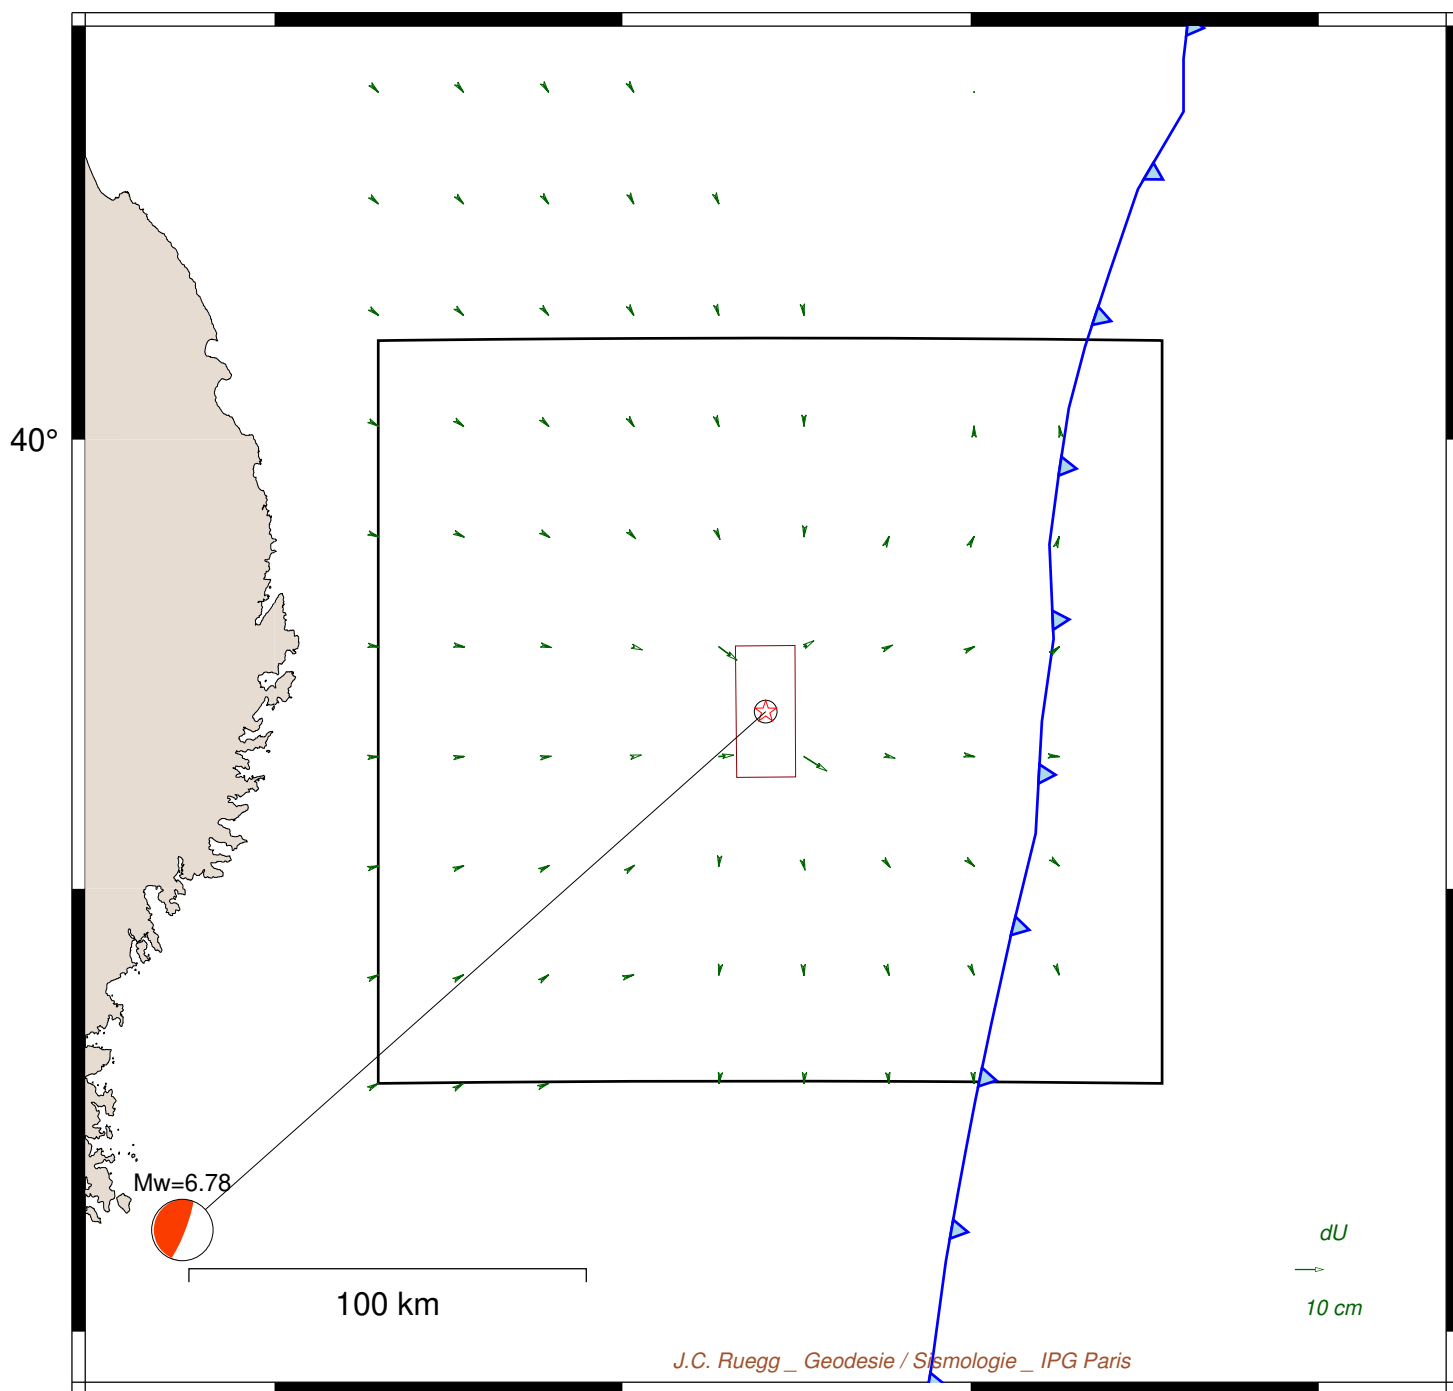 40°
Mw=6.78
100 km
dU
10 cm
J.C. Ruegg _ Geodesie / Sismologie _ IPG Paris